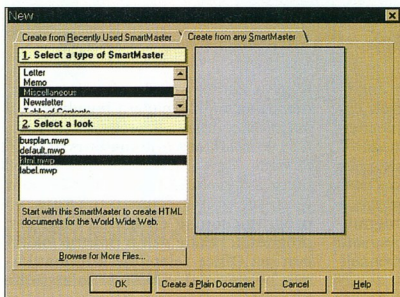 New
Create from Recently Used SmartMaster
Create from any SmartMaster
1. Select a type of SmartMaster
Letter
Memo
Miscellaneous
Newsletter
Table of Contents
2. Select a look
busplan.mwp
default.mwp
html.mwp
label.mwp
Start with this SmartMaster to create HTML
documents for the World Wide Web.
Browse for More Files...
OK
Create a Plain Document
Cancel
Help